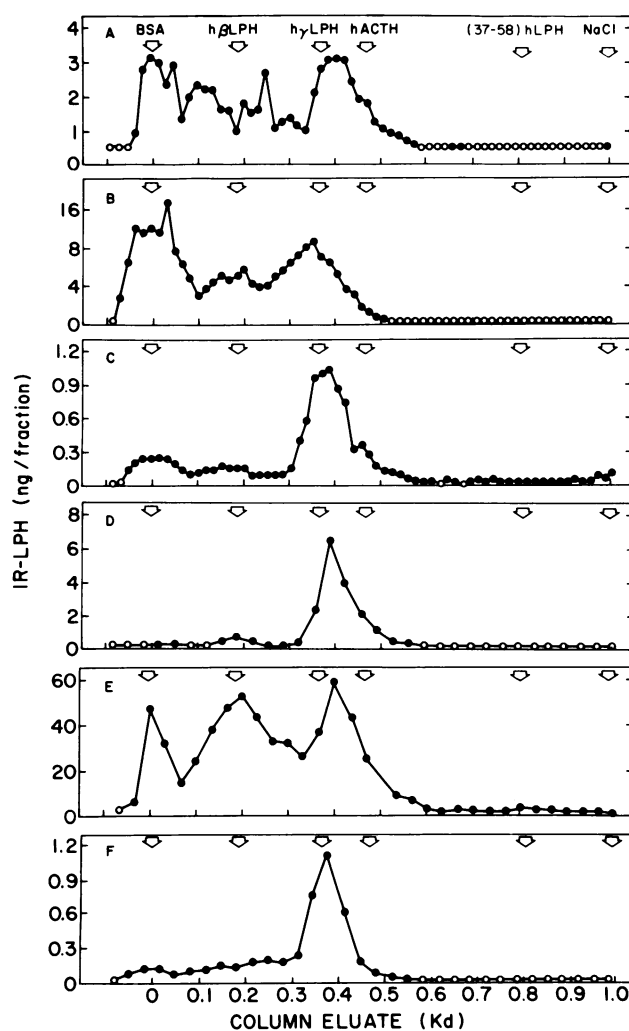 BSA hβLPH hγLPH hACTH (37-58) hLPH NaCl
A
4
3
2
1
0
B
16
12
8
4
0
C
1.2
0.9
0.6
0.3
0
D
8
6
4
2
0
E
60
40
20
0
F
1.2
0.9
0.6
0.3
0
IR-LPH (ng/fraction)
0 0.1 0.2 0.3 0.4 0.5 0.6 0.7 0.8 0.9 1.0
COLUMN ELUATE (Kd)